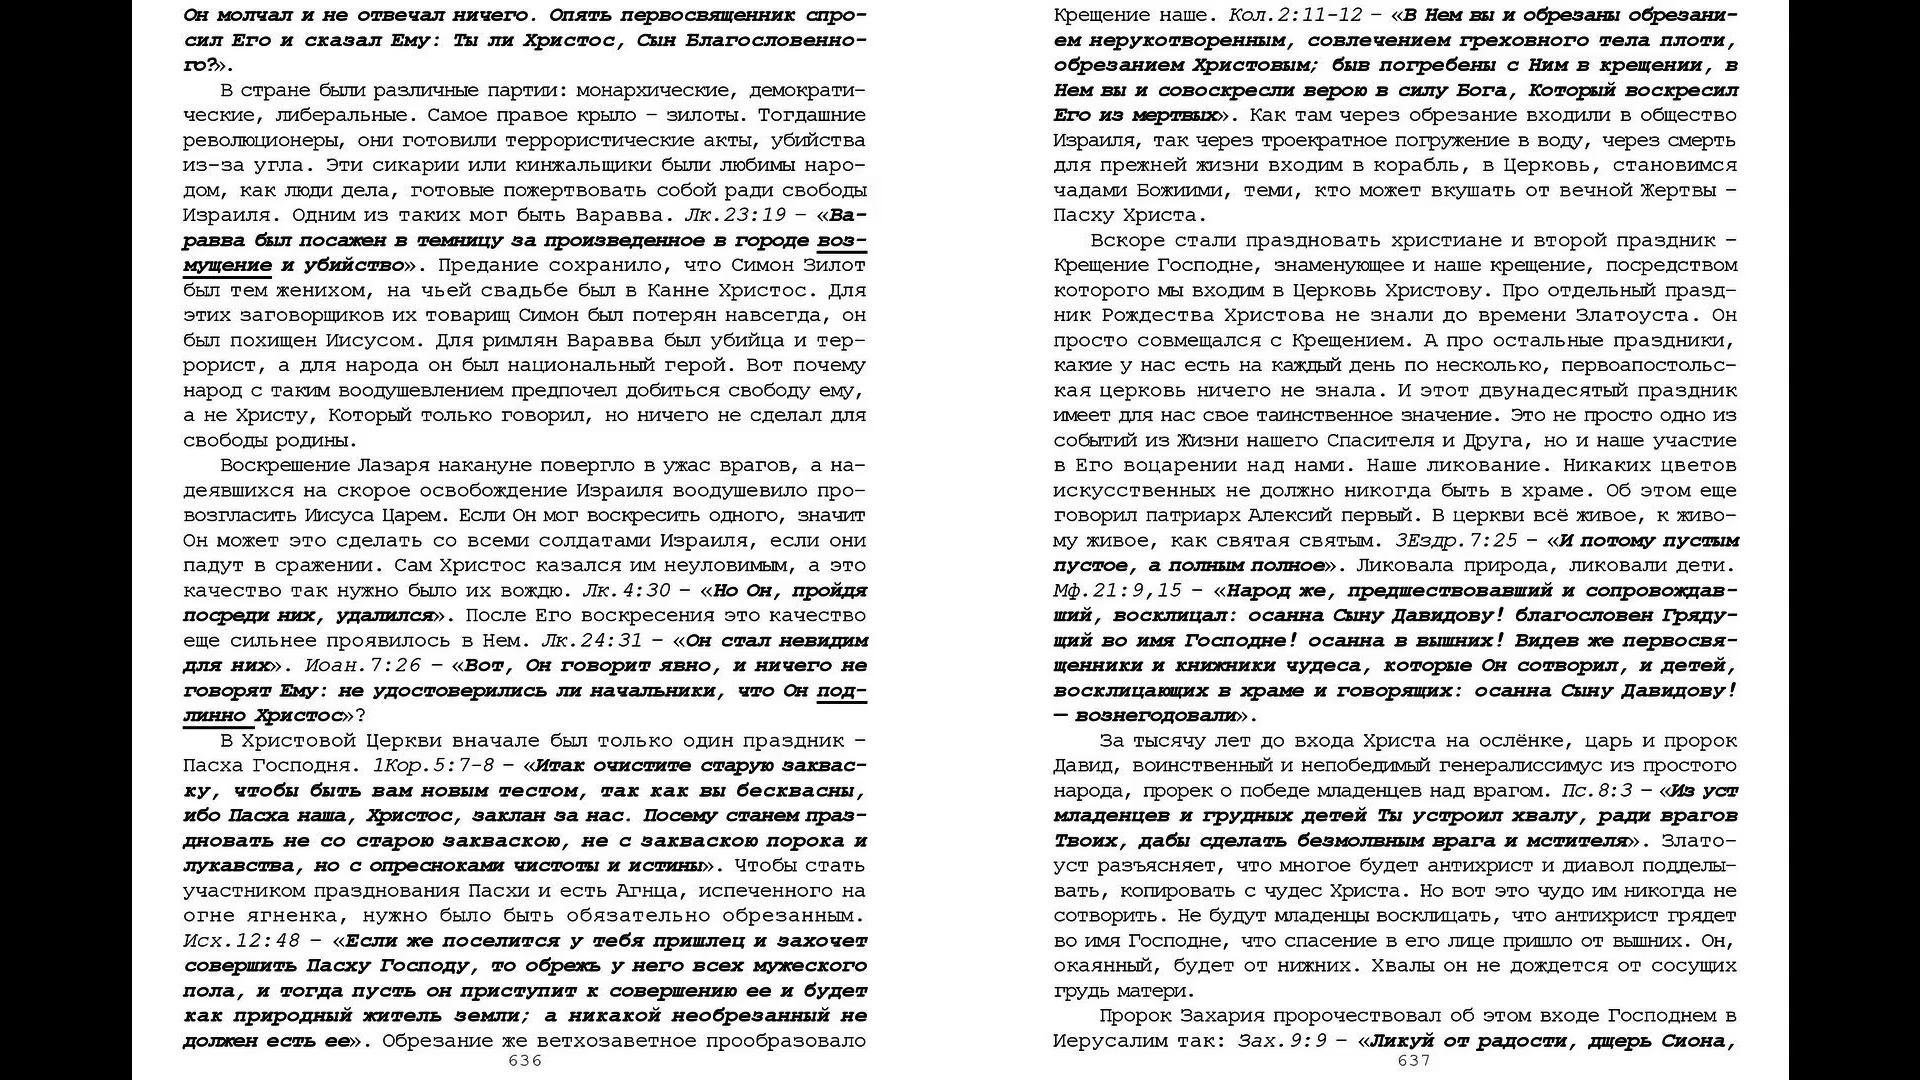 Он молчал и не отвечал ничего. Опять первосвященник спро-
сил Его и сказал Ему: Ты ли Христос, Сын Благословенно-
го?».
В стране были различные партии: монархические, демократи-
ческие, либеральные. Самое правое крыло – зилоты. Тогдашние
революционеры, они готовили террористические акты, убийства
из-за угла. Эти сикарии или кинжальщики были любимы наро-
дом, как люди дела, готовые пожертвовать собой ради свободы
Израиля. Одним из таких мог быть Варавва. Лк.23:19 – «Ва-
равва был посажен в темницу за произведенное в городе воз-
мущение и убийство». Предание сохранило, что Симон Зилот
был тем женихом, на чьей свадьбе был в Канне Христос. Для
этих заговорщиков их товарищ Симон был потерян навсегда, он
был похищен Иисусом. Для римлян Варавва был убийца и тер-
рорист, а для народа он был национальный герой. Вот почему
народ с таким воодушевлением предпочел добиться свободу ему,
а не Христу, Который только говорил, но ничего не сделал для
свободы родины.
Воскрешение Лазаря накануне повергло в ужас врагов, а на-
деявшихся на скорое освобождение Израиля воодушевило про-
возгласить Иисуса Царем. Если Он мог воскресить одного, значит
Он может это сделать со всеми солдатами Израиля, если они
падут в сражении. Сам Христос казался им неуловимым, а это
качество так нужно было их вождю. Лк.4:30 – «Но Он, пройдя
посреди них, удалился». После Его воскресения это качество
еще сильнее проявилось в Нем. Лк.24:31 – «Он стал невидим
для них». Иоан.7:26 – «Вот, Он говорит явно, и ничего не
говорят Ему: не удостоверились ли начальники, что Он под-
линно Христос»?
В Христовой Церкви вначале был только один праздник –
Пасха Господня. 1Кор.5:7-8 – «Итак очистите старую заквас-
ку, чтобы быть вам новым тестом, так как вы бесквасны,
ибо Пасха наша, Христос, заклан за нас. Посему станем праз-
дновать не со старою закваскою, не с закваскою порока и
лукавства, но с опресноками чистоты и истины». Чтобы стать
участником празднования Пасхи и есть Агнца, испеченного на
огне ягненка, нужно было быть обязательно обрезанным.
Исх.12:48 – «Если же поселится у тебя пришлец и захочет
совершить Пасху Господу, то обрежь у него всех мужеского
пола, и тогда пусть он приступит к совершению ее и будет
как природный житель земли; а никакой необрезанный не
должен есть ее». Обрезание же ветхозаветное прообразовало
636
Крещение наше. Кол.2:11-12 – «В Нем вы и обрезаны обрезани-
ем нерукотворенным, совлечением греховного тела плоти,
обрезанием Христовым; быв погребены с Ним в крещении, в
Нем вы и совоскресли верою в силу Бога, Который воскресил
Его из мертвых». Как там через обрезание входили в общество
Израиля, так через троекратное погружение в воду, через смерть
для прежней жизни входим в корабль, в Церковь, становимся
чадами Божиими, теми, кто может вкушать от вечной Жертвы –
Пасху Христа.
Вскоре стали праздновать христиане и второй праздник –
Крещение Господне, знаменующее и наше крещение, посредством
которого мы входим в Церковь Христову. Про отдельный празд-
ник Рождества Христова не знали до времени Златоуста. Он
просто совмещался с Крещением. А про остальные праздники,
какие у нас есть на каждый день по несколько, первоапостольс-
кая церковь ничего не знала. И этот двунадесятый праздник
имеет для нас свое таинственное значение. Это не просто одно из
событий из Жизни нашего Спасителя и Друга, но и наше участие
в Его воцарении над нами. Наше ликование. Никаких цветов
искусственных не должно никогда быть в храме. Об этом еще
говорил патриарх Алексий первый. В церкви всё живое, к живо-
му живое, как святая святым. 3Ездр.7:25 – «И потому пустым
пустое, а полным полное». Ликовала природа, ликовали дети.
Мф.21:9,15 – «Народ же, предшествовавший и сопровождав-
ший, восклицал: осанна Сыну Давидову! благословен Гряду-
щий во имя Господне! осанна в вышних! Видев же первосвя-
щенники и книжники чудеса, которые Он сотворил, и детей,
восклицающих в храме и говорящих: осанна Сыну Давидову!
— вознегодовали».
За тысячу лет до входа Христа на ослёнке, царь и пророк
Давид, воинственный и непобедимый генералиссимус из простого
народа, прорек о победе младенцев над врагом. Пс.8:3 – «Из уст
младенцев и грудных детей Ты устроил хвалу, ради врагов
Твоих, дабы сделать безмолвным врага и мстителя». Злато-
уст разъясняет, что многое будет антихрист и диавол подделы-
вать, копировать с чудес Христа. Но вот это чудо им никогда не
сотворить. Не будут младенцы восклицать, что антихрист грядет
во имя Господне, что спасение в его лице пришло от вышних. Он,
окаянный, будет от нижних. Хвалы он не дождется от сосущих
грудь матери.
Пророк Захария пророчествовал об этом входе Господнем в
Иерусалим так: Зах.9:9 – «Ликуй от радости, дщерь Сиона,
637